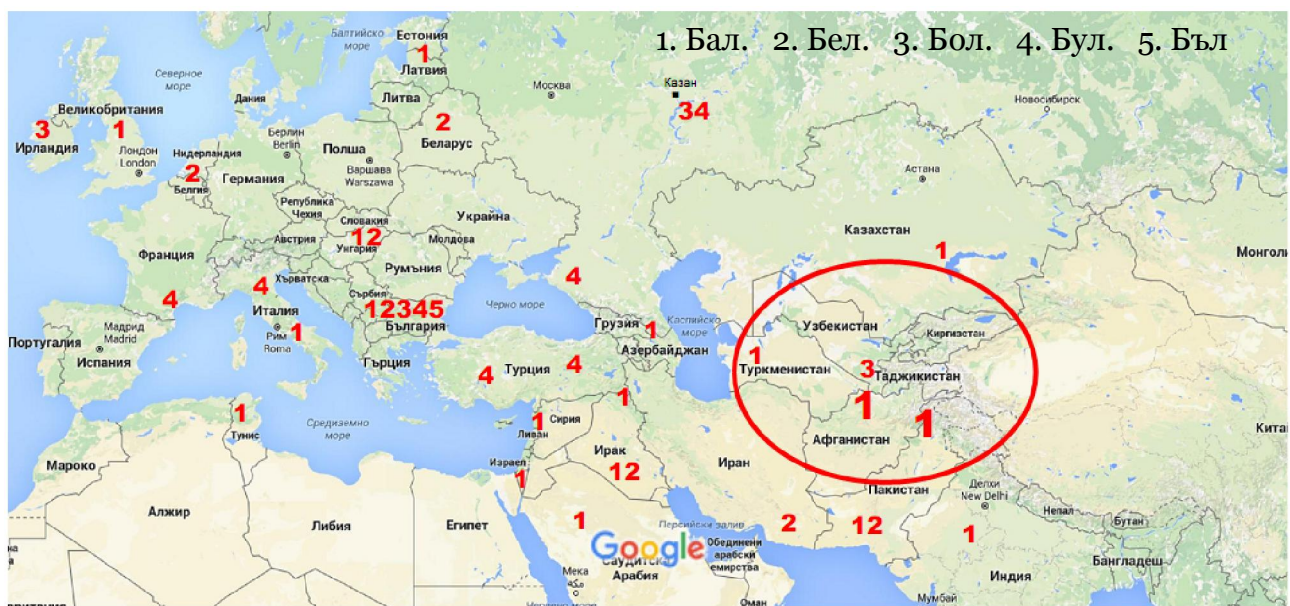 1. Бал. 2. Бел. 3. Бол. 4. Бул. 5. Бъл
Балтийско море
Естония
1
Латвия
Литва
Северное море
Дания
Москва
Казан
34
Новосибирск
Великобритания
3
Ирландия
1
Лондон
London
Нидерландия
2
Белгия
Берлин
Berlin
Германия
Полша
Варшава
Warszawa
2
Беларус
Астана
Република Чехия
Словакия
12
Австрия
Унгария
Молдова
Украйна
Казахстан
1
Монголи
Франция
4
4
Хърватска
Румъния
Сърбия
12345
България
Италия
Рим
Roma
1
4
Черно море
Грузия
1
Азербайджан
Каспийско море
Узбекистан
Киргизстан
1
Туркменистан
3
Таджикистан
Португалия
Мадрид
Madrid
Испания
Гърция
4
Турция
4
1
1
Афганистан
Кита
1
Тунис
Средиземно море
1
Ливан
Сирия
1
Ирак
12
Иран
Израел
1
Пакистан
Делхи
New Delhi
Непал
Бутан
Мароко
Алжир
Либия
Египет
1
Персийски залив
2
12
1
Google
Обединени арабски емирства
Мека
Саудитска Арабия
Оман
Индия
Мумбай
Бангладеш